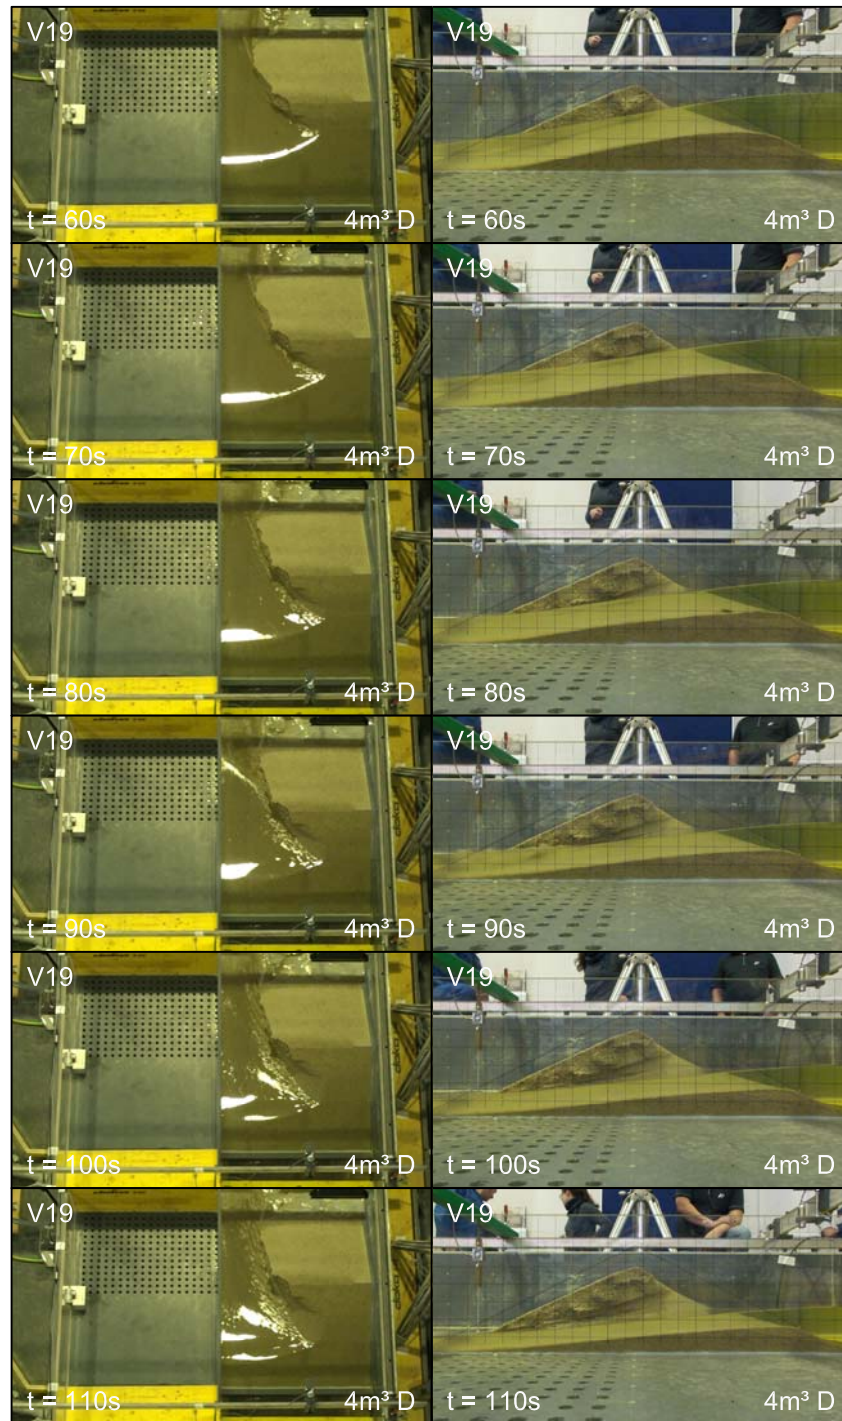 V19 V19
t = 60s 4m³ D t = 60s 4m³ D
V19 V19
t = 70s 4m³ D t = 70s 4m³ D
V19 V19
t = 80s 4m³ D t = 80s 4m³ D
V19 V19
t = 90s 4m³ D t = 90s 4m³ D
V19 V19
t = 100s 4m³ D t = 100s 4m³ D
V19 V19
t = 110s 4m³ D t = 110s 4m³ D